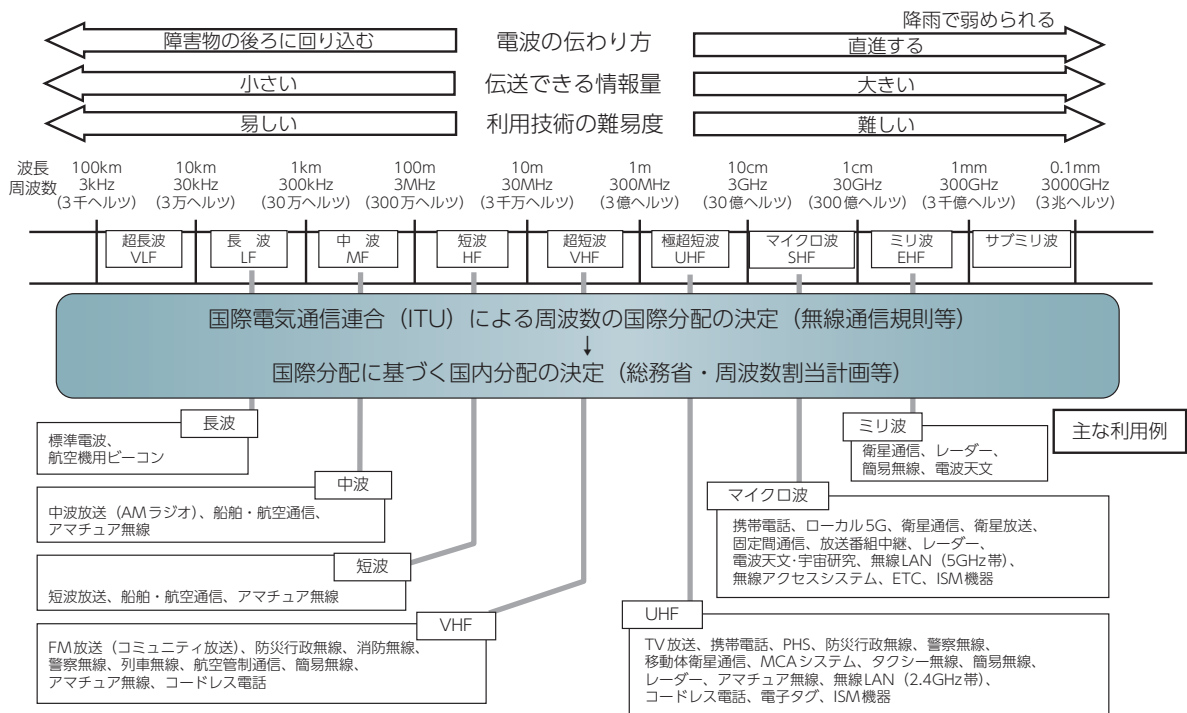 降雨で弱められる
障害物の後ろに回り込む 電波の伝わり方 直進する
小さい 伝送できる情報量 大きい
易しい 利用技術の難易度 難しい
波長 100km 10km 1km 100m 10m 1m 10cm 1cm 1mm 0.1mm
周波数 3kHz 30kHz 300kHz 3MHz 30MHz 300MHz 3GHz 30GHz 300GHz 3000GHz
(3千ヘルツ) (3万ヘルツ) (30万ヘルツ) (300万ヘルツ) (3千万ヘルツ) (3億ヘルツ) (30億ヘルツ) (300億ヘルツ) (3千億ヘルツ) (3兆ヘルツ)
超長波 長 波 中 波 短波 超短波 極超短波 マイクロ波 ミリ波 サブミリ波
VLF LF MF HF VHF UHF SHF EHF
国際電気通信連合（ITU）による周波数の国際分配の決定（無線通信規則等）
↓
国際分配に基づく国内分配の決定（総務省・周波数割当計画等）
長波
標準電波、
航空機用ビーコン
中波
中波放送（AMラジオ）、船舶・航空通信、
アマチュア無線
短波
短波放送、船舶・航空通信、アマチュア無線
VHF
FM放送（コミュニティ放送）、防災行政無線、消防無線、
警察無線、列車無線、航空管制通信、簡易無線、
アマチュア無線、コードレス電話
主な利用例
ミリ波
衛星通信、レーダー、
簡易無線、電波天文
マイクロ波
携帯電話、ローカル5G、衛星通信、衛星放送、
固定間通信、放送番組中継、レーダー、
電波天文・宇宙研究、無線LAN（5GHz帯）、
無線アクセスシステム、ETC、ISM機器
UHF
TV放送、携帯電話、PHS、防災行政無線、警察無線、
移動体衛星通信、MCAシステム、タクシー無線、簡易無線、
レーダー、アマチュア無線、無線LAN（2.4GHz帯）、
コードレス電話、電子タグ、ISM機器